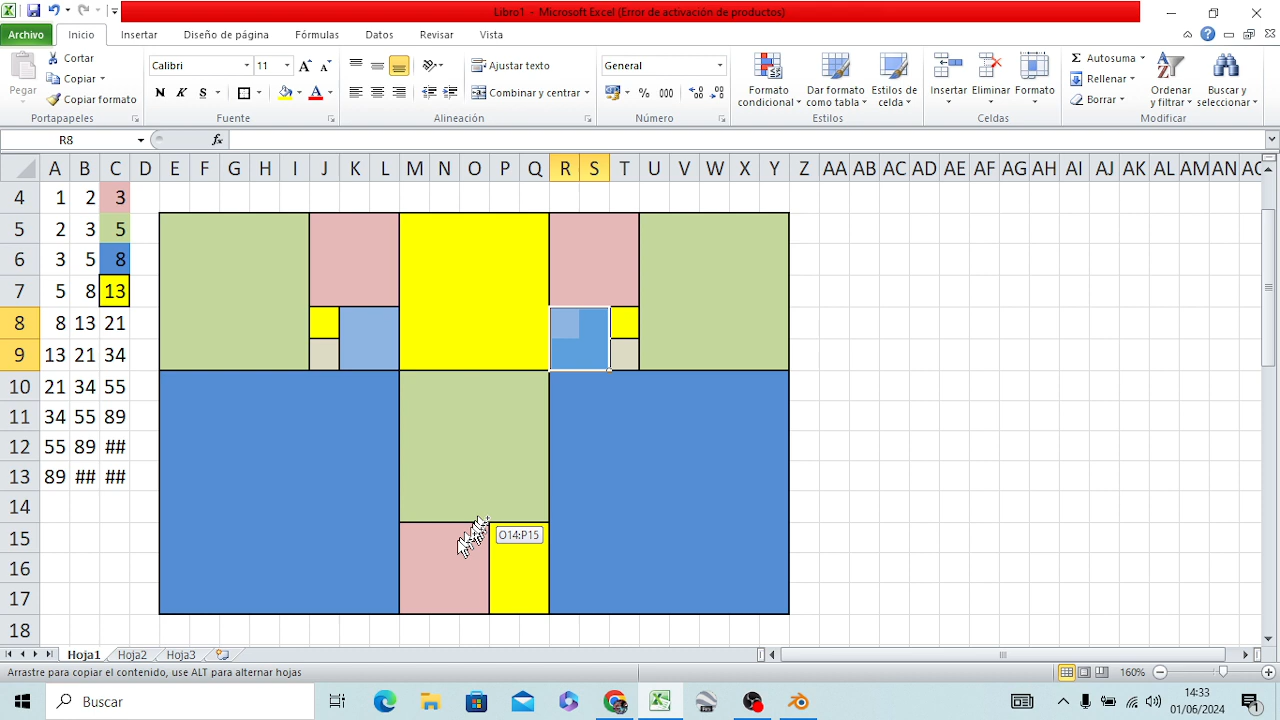 Libro1 - Microsoft Excel (Error de activación de productos)
Archivo Inicio Insertar Diseño de página Fórmulas Datos Revisar Vista
Pegar
Cortar
Copiar
Copiar formato
Portapapeles
Calibri 11
N K S
Fuente
Ajustar texto
Combinar y centrar
Alineación
General
% 000
Número
Formato condicional
Dar formato como tabla
Estilos de celda
Estilos
Insertar Eliminar Formato
Celdas
Σ Autosuma
Rellenar
Borrar
Ordenar y filtrar
Buscar y seleccionar
Modificar
R8 fx
A B C D E F G H I J K L M N O P Q R S T U V W X Y Z AA AB AC AD AE AF AG AH AI AJ AK AL AM AN AC
4 1 2 3
5 2 3 5
6 3 5 8
7 5 8 13
8 8 13 21
9 13 21 34
10 21 34 55
11 34 55 89
12 55 89 ##
13 89 ## ##
14
15
16
17
18
O14:P15
Hoja1 Hoja2 Hoja3
Arrastre para copiar el contenido, use ALT para alternar hojas
160%
Buscar
14:33
01/06/2024